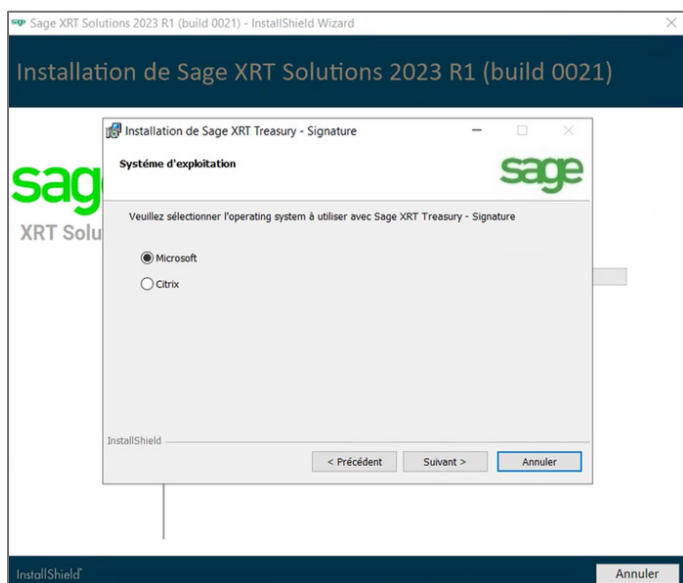 Sage XRT Solutions 2023 R1 (build 0021) - InstallShield Wizard
Installation de Sage XRT Solutions 2023 R1 (build 0021)
Installation de Sage XRT Treasury - Signature
Systéme d'exploitation
sage
sag
XRT Solu
Veuillez sélectionner l'operating system à utiliser avec Sage XRT Treasury - Signature
Microsoft
Citrix
InstallShield
< Précédent
Suivant >
Annuler
InstallShield
Annuler